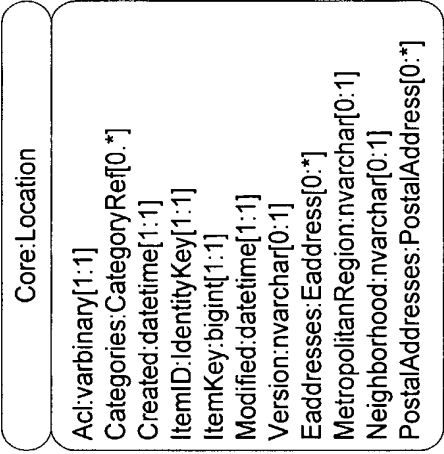 Core:Location
Acl:varbinary[1:1]
Categories:CategoryRef[0..*]
Created:datetime[1:1]
ItemID:IdentityKey[1:1]
ItemKey:bigint[1:1]
Modified:datetime[1:1]
Version:nvarchar[0:1]
Eaddresses:Eaddress[0:*]
MetropolitanRegion:nvarchar[0:1]
Neighborhood:nvarchar[0:1]
PostalAddresses:PostalAddress[0:*]